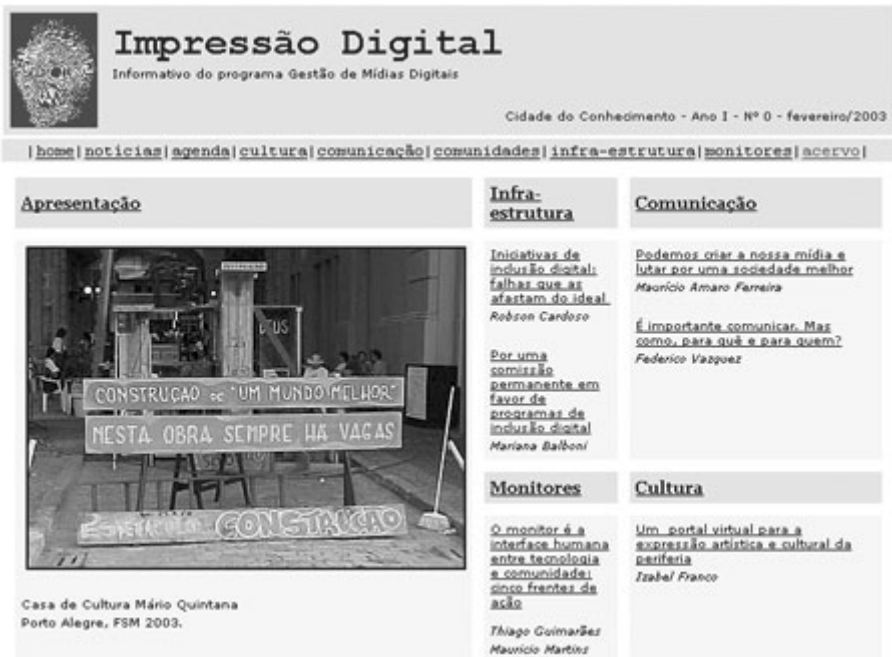 Impressão Digital
Informativo do programa Gestão de Mídias Digitais
Cidade do Conhecimento - Ano I - Nº 0 - fevereiro/2003
|home|notícias|agenda|cultura|comunicação|comunidades|infra-estrutura|monitores|acervo|
Apresentação
CONSTRUÇÃO DE "UM MUNDO MELHOR"
NESTA OBRA SEMPRE HÁ VAGAS
CONSTRUÇÃO
DEUS
Casa de Cultura Mário Quintana
Porto Alegre, FSM 2003.
Infra-
estrutura
Iniciativas de
inclusão digital:
falhas que as
afastam do ideal
Robson Cardoso
Por uma
comissão
permanente em
favor de
programas de
inclusão digital
Mariana Balboni
Comunicação
Podemos criar a nossa mídia e
lutar por uma sociedade melhor
Maurício Amaro Ferreira
É importante comunicar. Mas
como, para quê e para quem?
Federico Vazquez
Monitores
O monitor é a
interface humana
entre tecnologia
e comunidade:
cinco frentes de
ação
Thiago Guimarães
Maurício Martins
Cultura
Um portal virtual para a
expressão artística e cultural da
periferia
Izabel Franco